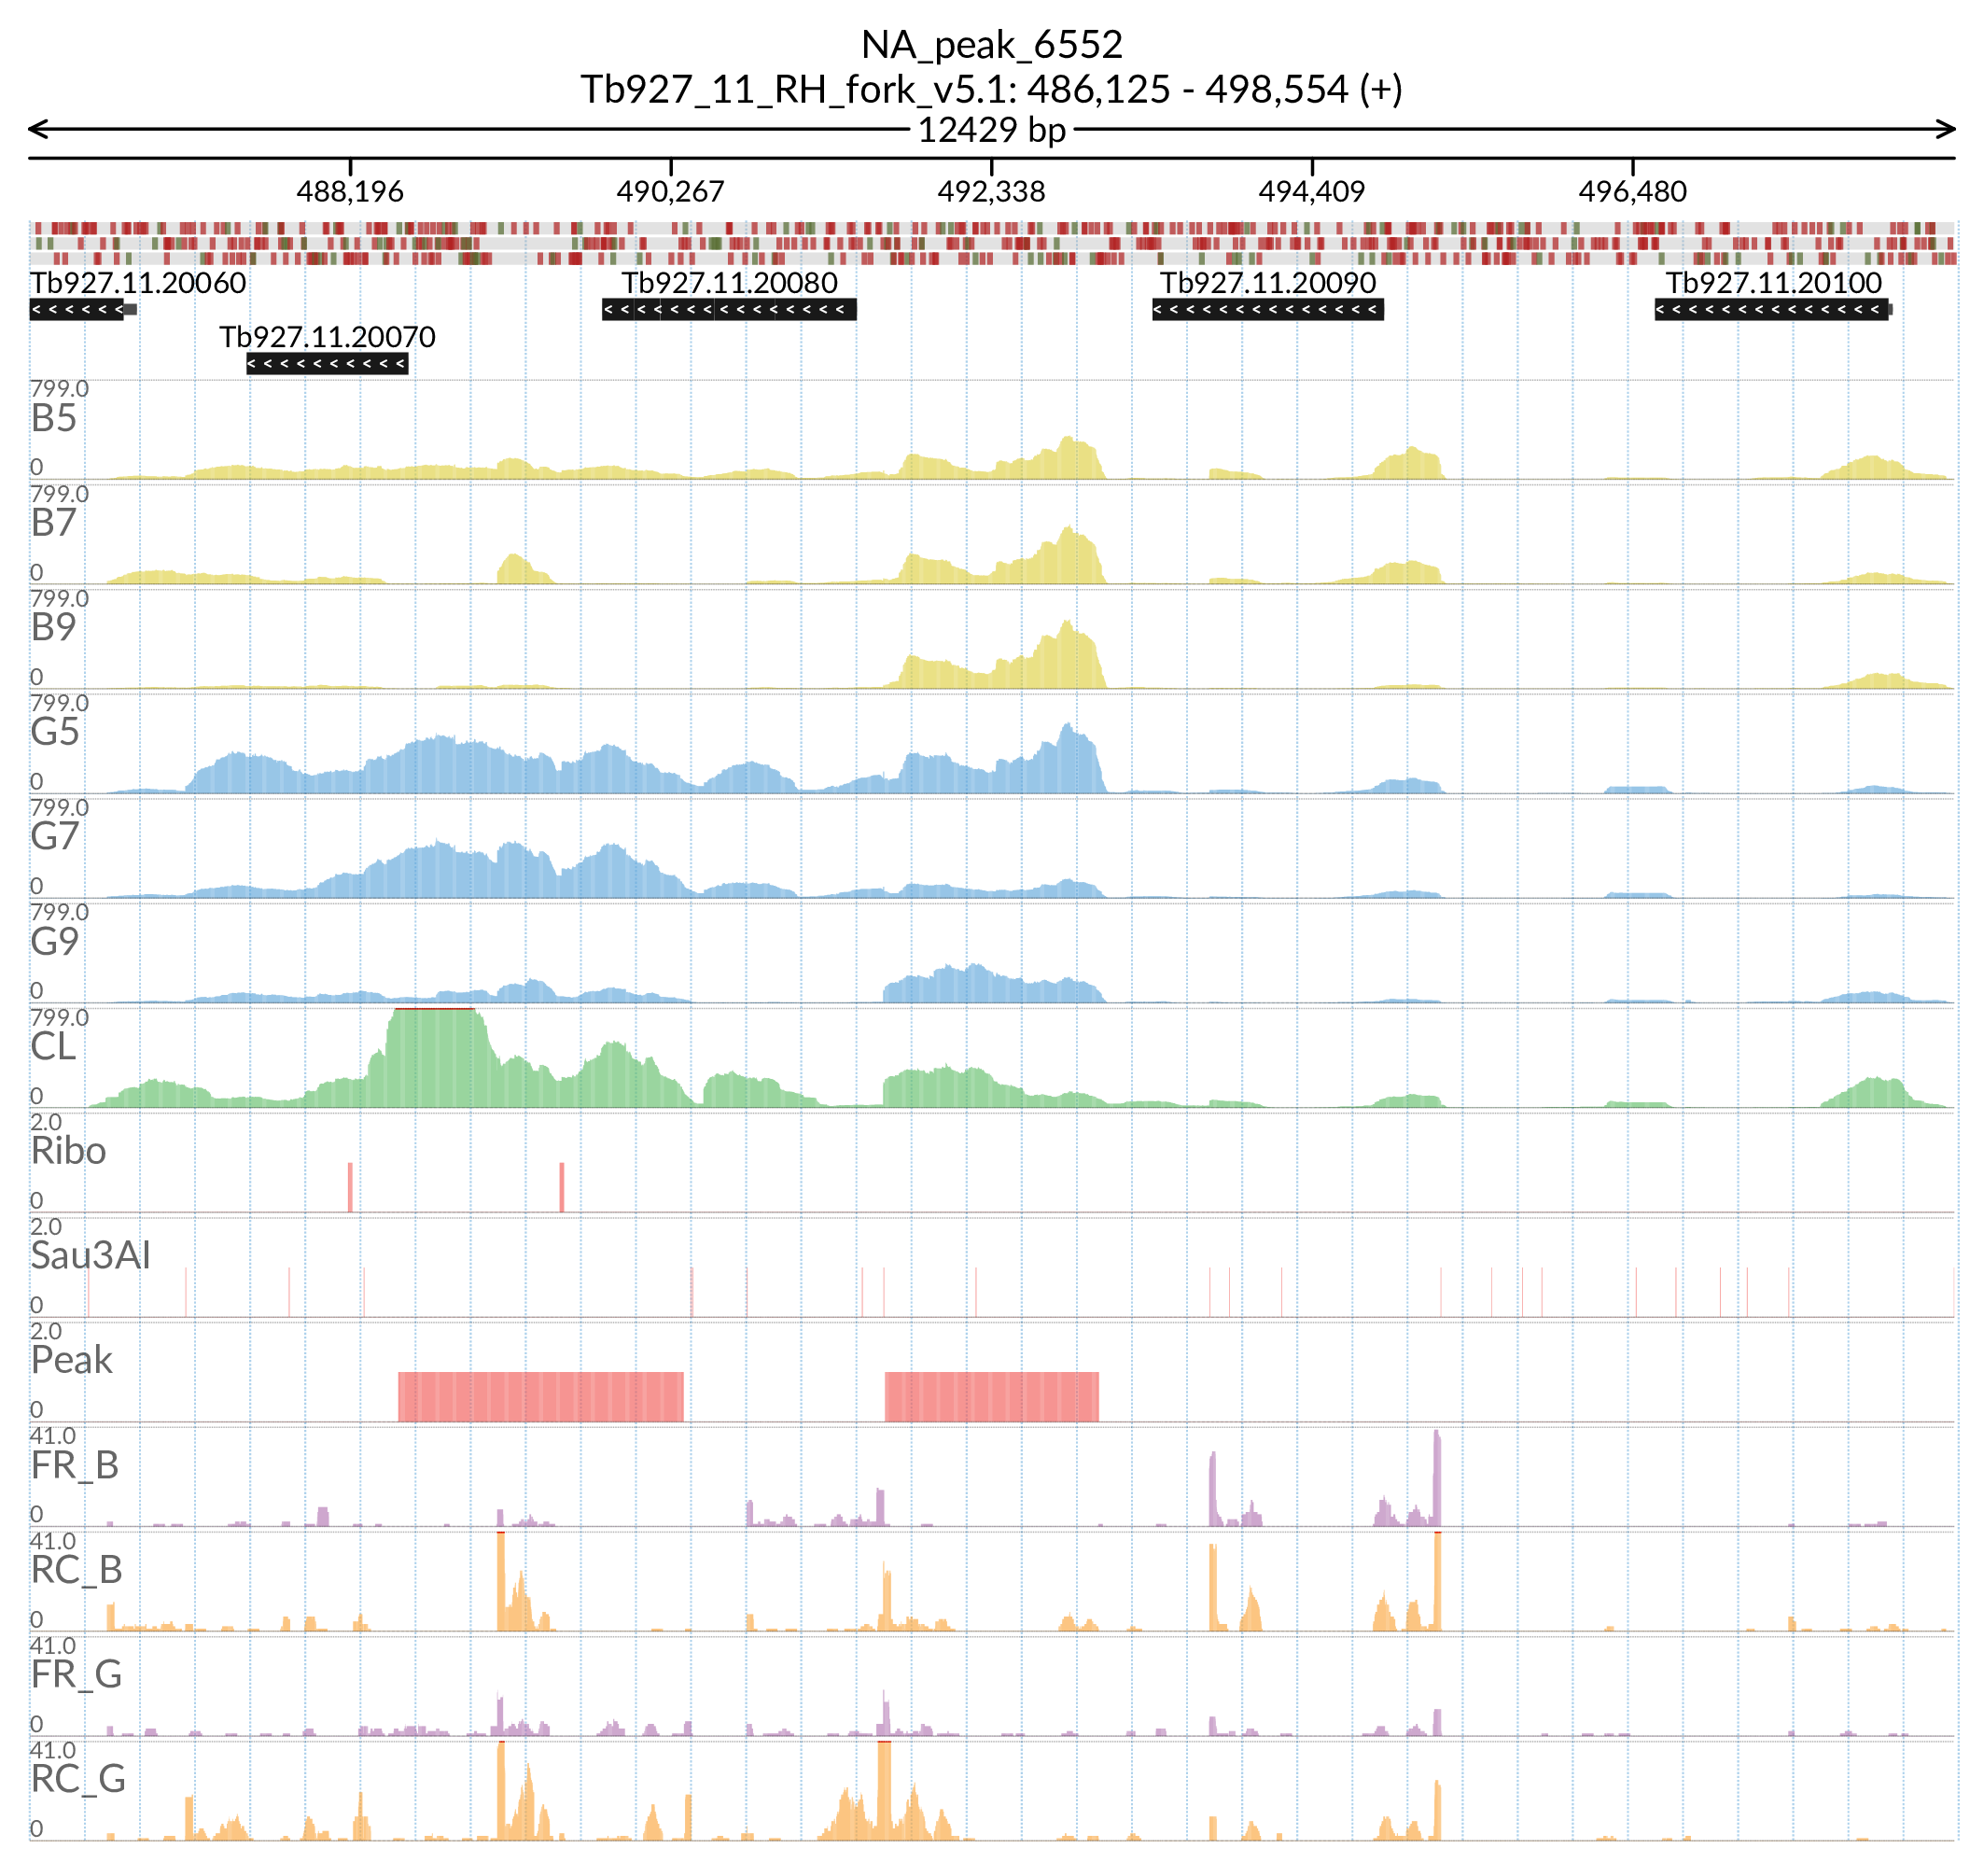 NA_peak_6552
Tb927_11_RH_fork_v5.1: 486,125 - 498,554 (+)
12429 bp
488,196 490,267 492,338 494,409 496,480
Tb927.11.20060 Tb927.11.20080 Tb927.11.20090 Tb927.11.20100
Tb927.11.20070
799.0
B5
0
799.0
B7
0
799.0
B9
0
799.0
G5
0
799.0
G7
0
799.0
G9
0
799.0
CL
0
2.0
Ribo
0
2.0
Sau3AI
0
2.0
Peak
0
41.0
FR_B
0
41.0
RC_B
0
41.0
FR_G
0
41.0
RC_G
0